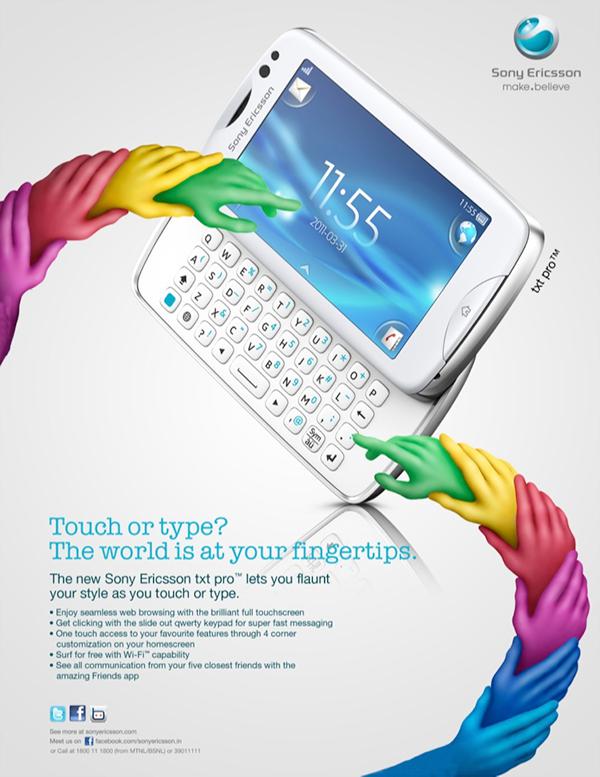 Sony Ericsson
make.believe
Sony Ericsson
11:55
11:55
2011-03-31
txt pro™
Q W E R T Y U I O P
A S D F G H J K L
Z X C V B N M
Sym
äü
Touch or type?
The world is at your fingertips.
The new Sony Ericsson txt pro™ lets you flaunt
your style as you touch or type.
• Enjoy seamless web browsing with the brilliant full touchscreen
• Get clicking with the slide out qwerty keypad for super fast messaging
• One touch access to your favourite features through 4 corner
customization on your homescreen
• Surf for free with Wi-Fi™ capability
• See all communication from your five closest friends with the
amazing Friends app
See more at sonyericsson.com
Meet us on f facebook.com/sonyericsson.in
or Call at 1800 11 1800 (from MTNL/BSNL) or 39011111